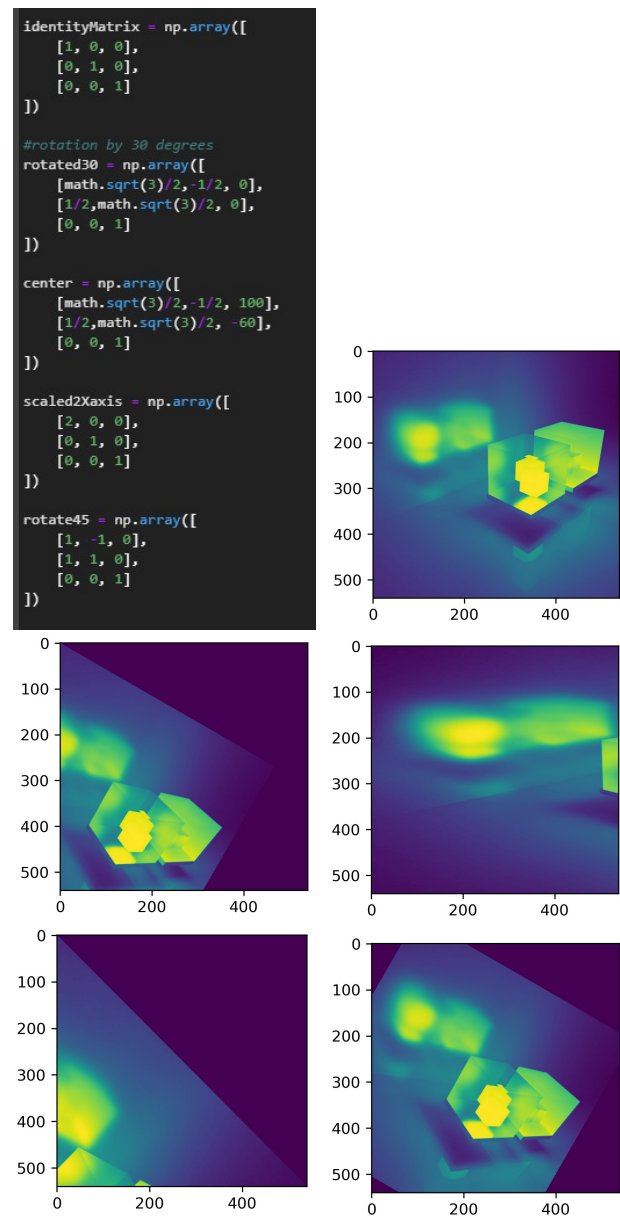 identityMatrix = np.array([
    [1, 0, 0],
    [0, 1, 0],
    [0, 0, 1]
])
#rotation by 30 degrees
rotated30 = np.array([
    [math.sqrt(3)/2,-1/2, 0],
    [1/2,math.sqrt(3)/2, 0],
    [0, 0, 1]
])
center = np.array([
    [math.sqrt(3)/2,-1/2, 100],
    [1/2,math.sqrt(3)/2, -60],
    [0, 0, 1]
])
scaled2Xaxis = np.array([
    [2, 0, 0],
    [0, 1, 0],
    [0, 0, 1]
])
rotate45 = np.array([
    [1, -1, 0],
    [1, 1, 0],
    [0, 0, 1]
])
0
100
200
300
400
500
0 200 400
0
100
200
300
400
500
0 200 400
0
100
200
300
400
500
0 200 400
0
100
200
300
400
500
0 200 400
0
100
200
300
400
500
0 200 400